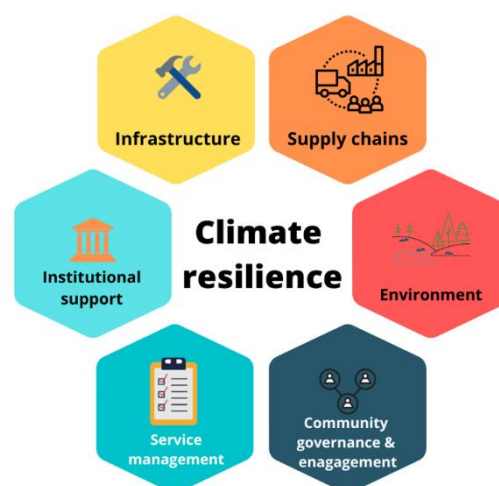 Infrastructure
Supply chains
Climate
resilience
Institutional
support
Environment
Service
management
Community
governance &
enagagement